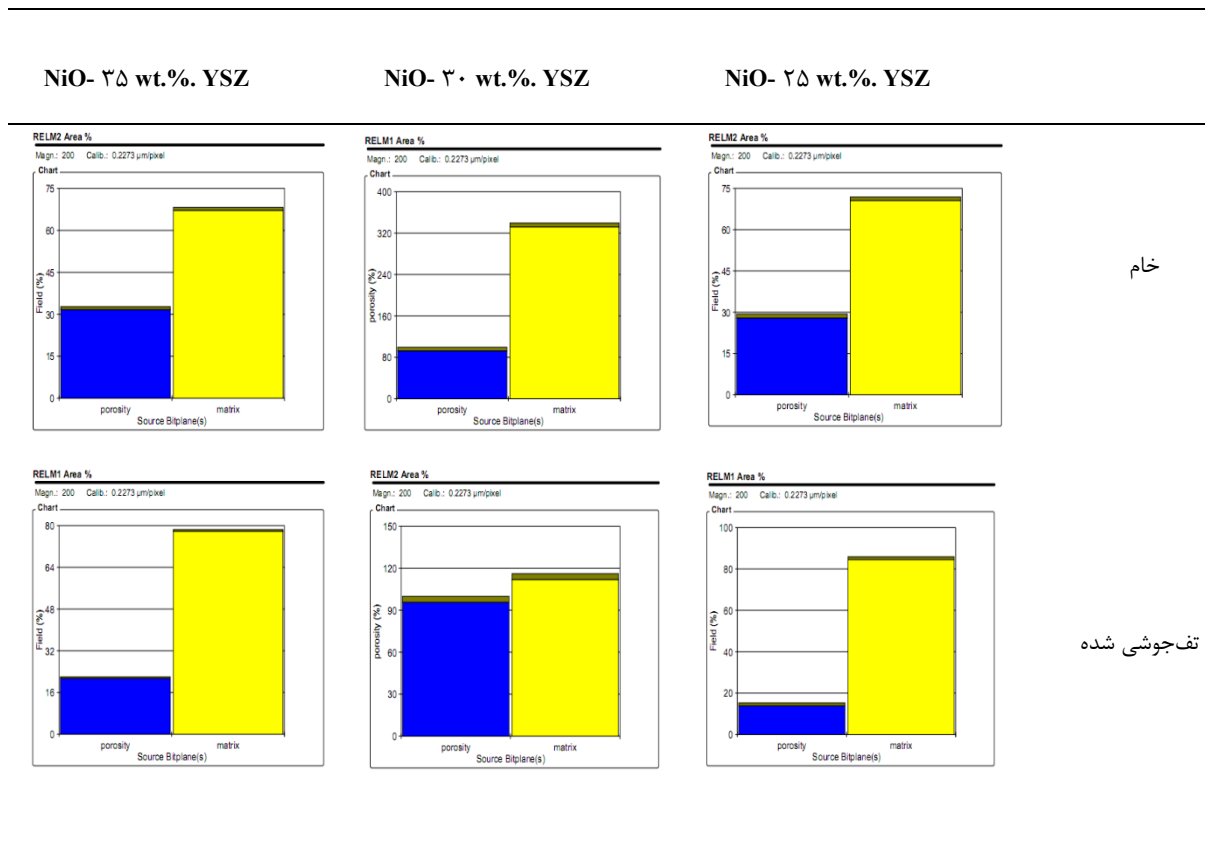 NiO- ۳۵ wt.%. YSZ
NiO- ۳۰ wt.%. YSZ
NiO- ۲۵ wt.%. YSZ
RELM2 Area %
Magn.: 200 Calib.: 0.2273 µm/pixel
Chart
75
60
45
30
15
0
Field (%)
porosity matrix
Source Bitplane(s)
RELM1 Area %
Magn.: 200 Calib.: 0.2273 µm/pixel
Chart
400
320
240
160
80
0
porosity (%)
porosity matrix
Source Bitplane(s)
RELM2 Area %
Magn.: 200 Calib.: 0.2273 µm/pixel
Chart
75
60
45
30
15
0
Field (%)
porosity matrix
Source Bitplane(s)
خام
RELM1 Area %
Magn.: 200 Calib.: 0.2273 µm/pixel
Chart
80
64
48
32
16
0
Field (%)
porosity matrix
Source Bitplane(s)
RELM2 Area %
Magn.: 200 Calib.: 0.2273 µm/pixel
Chart
150
120
90
60
30
0
porosity (%)
porosity matrix
Source Bitplane(s)
RELM1 Area %
Magn.: 200 Calib.: 0.2273 µm/pixel
Chart
100
80
60
40
20
0
Field (%)
porosity matrix
Source Bitplane(s)
تف‌جوشی شده